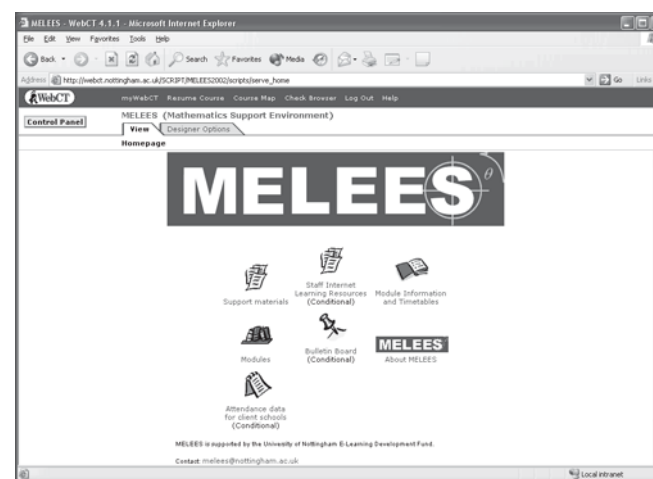 MELEES - WebCT 4.1.1 - Microsoft Internet Explorer
File Edit View Favorites Tools Help
Back Search Favorites Media
Address http://webct.nottingham.ac.uk/SCRIPT/MELEES2002/scripts/serve_home Go Links
WebCT myWebCT Resume Course Course Map Check Browser Log Out Help
Control Panel
MELEES (Mathematics Support Environment)
View Designer Options
Homepage
MELEES θ
Support materials
Staff Internet
Learning Resources
(Conditional)
Module Information
and Timetables
Modules
Bulletin Board
(Conditional)
MELEES
About MELEES
Attendance data
for client schools
(Conditional)
MELEES is supported by the University of Nottingham E-Learning Development Fund.
Contact: melees@nottingham.ac.uk
Local intranet